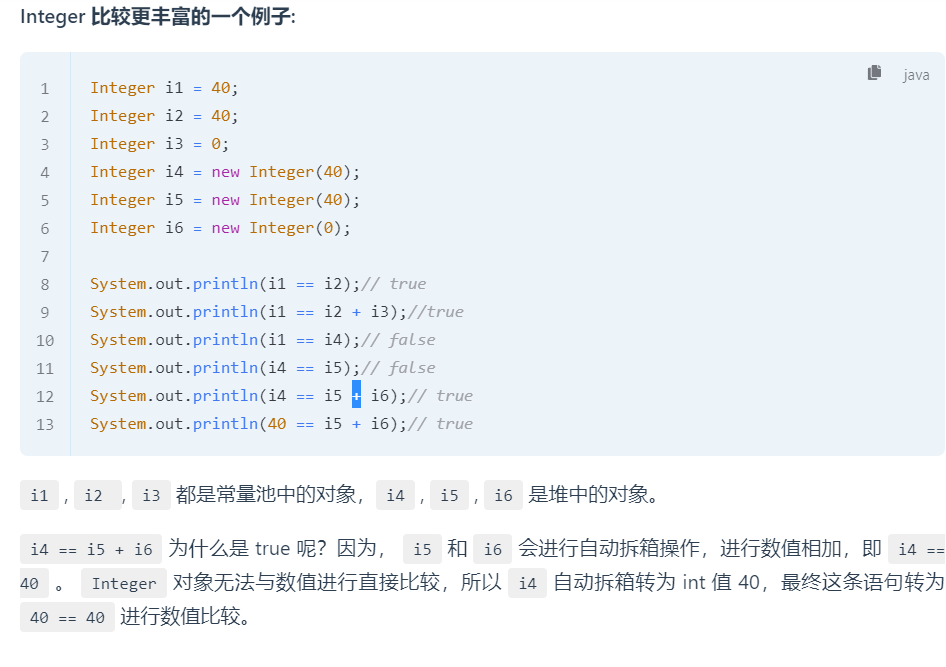 Integer 比较更丰富的一个例子:
java
1 Integer i1 = 40;
2 Integer i2 = 40;
3 Integer i3 = 0;
4 Integer i4 = new Integer(40);
5 Integer i5 = new Integer(40);
6 Integer i6 = new Integer(0);
7
8 System.out.println(i1 == i2);// true
9 System.out.println(i1 == i2 + i3);//true
10 System.out.println(i1 == i4);// false
11 System.out.println(i4 == i5);// false
12 System.out.println(i4 == i5 + i6);// true
13 System.out.println(40 == i5 + i6);// true
i1 , i2 , i3 都是常量池中的对象， i4 , i5 , i6 是堆中的对象。
i4 == i5 + i6 为什么是 true 呢？因为， i5 和 i6 会进行自动拆箱操作，进行数值相加，即 i4 ==
40 。 Integer 对象无法与数值进行直接比较，所以 i4 自动拆箱转为 int 值 40，最终这条语句转为
40 == 40 进行数值比较。